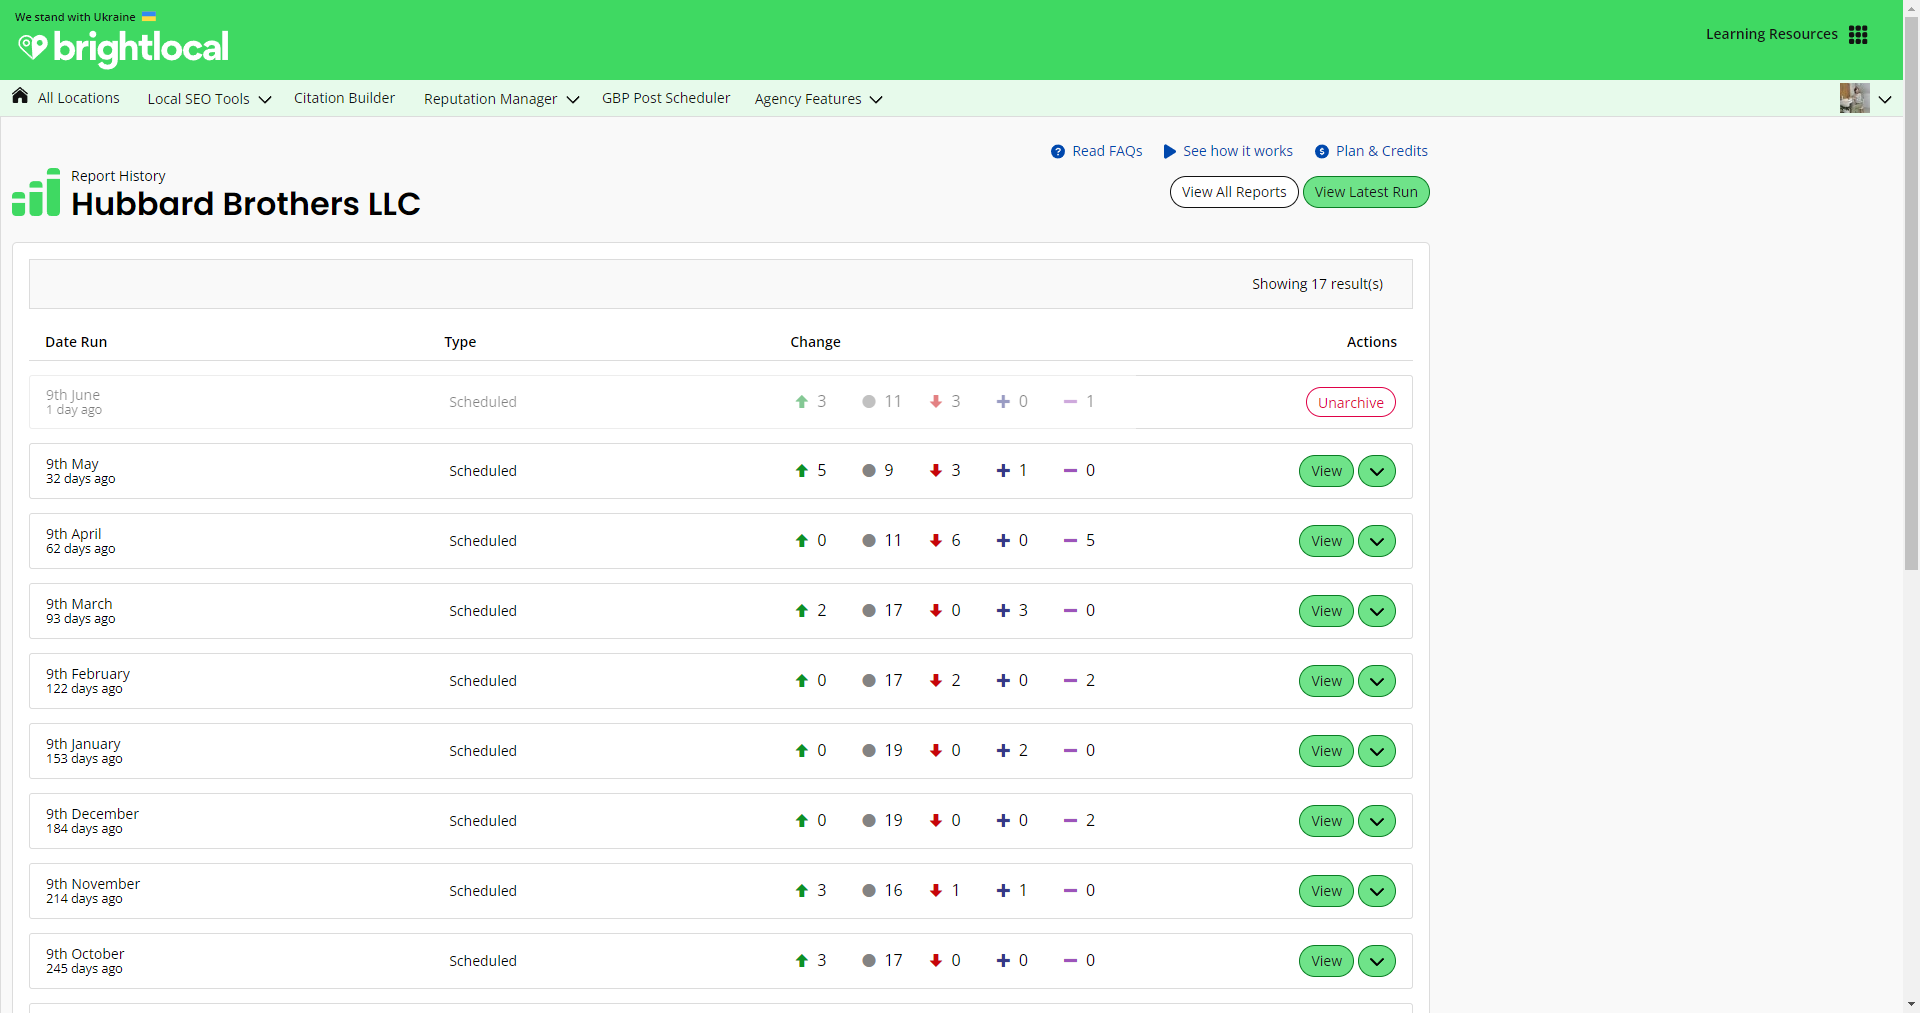 We stand with Ukraine
brightlocal
Learning Resources
All Locations Local SEO Tools Citation Builder Reputation Manager GBP Post Scheduler Agency Features
Read FAQs See how it works Plan & Credits
Report History
Hubbard Brothers LLC
View All Reports View Latest Run
Showing 17 result(s)
Date Run Type Change Actions
9th June
1 day ago
Scheduled 3 11 3 0 1 Unarchive
9th May
32 days ago
Scheduled 5 9 3 1 0 View
9th April
62 days ago
Scheduled 0 11 6 0 5 View
9th March
93 days ago
Scheduled 2 17 0 3 0 View
9th February
122 days ago
Scheduled 0 17 2 0 2 View
9th January
153 days ago
Scheduled 0 19 0 2 0 View
9th December
184 days ago
Scheduled 0 19 0 0 2 View
9th November
214 days ago
Scheduled 3 16 1 1 0 View
9th October
245 days ago
Scheduled 3 17 0 0 0 View